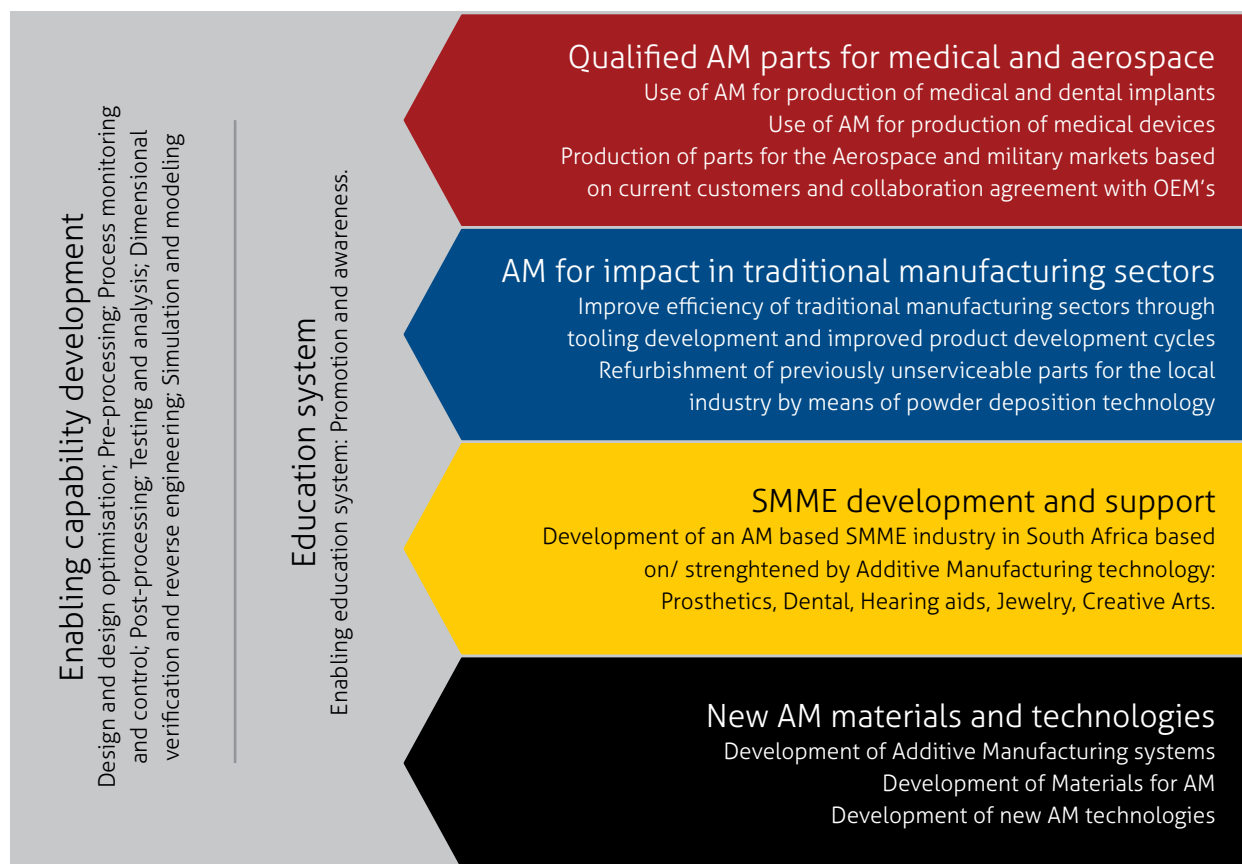 Enabling capability development
Design and design optimisation; Pre-processing; Process monitoring
and control; Post-processing; Testing and analysis; Dimensional
verification and reverse engineering; Simulation and modeling
Education system
Enabling education system: Promotion and awareness.
Qualified AM parts for medical and aerospace
Use of AM for production of medical and dental implants
Use of AM for production of medical devices
Production of parts for the Aerospace and military markets based
on current customers and collaboration agreement with OEM's
AM for impact in traditional manufacturing sectors
Improve efficiency of traditional manufacturing sectors through
tooling development and improved product development cycles
Refurbishment of previously unserviceable parts for the local
industry by means of powder deposition technology
SMME development and support
Development of an AM based SMME industry in South Africa based
on/ strenghtened by Additive Manufacturing technology:
Prosthetics, Dental, Hearing aids, Jewelry, Creative Arts.
New AM materials and technologies
Development of Additive Manufacturing systems
Development of Materials for AM
Development of new AM technologies